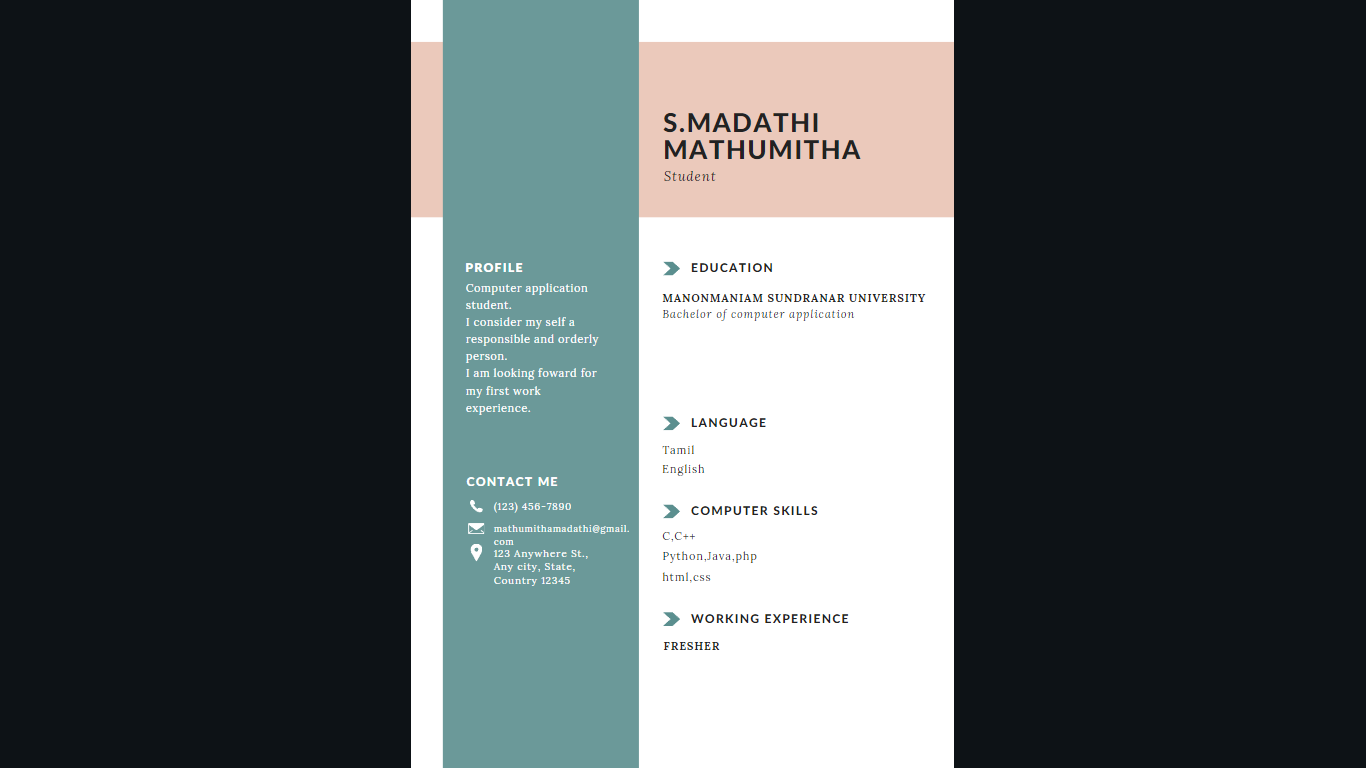 S.MADATHI
MATHUMITHA
Student
PROFILE
Computer application
student.
I consider my self a
responsible and orderly
person.
I am looking foward for
my first work
experience.
CONTACT ME
(123) 456-7890
mathumithamadathi@gmail.
com
123 Anywhere St.,
Any city, State,
Country 12345
EDUCATION
MANONMANIAM SUNDRANAR UNIVERSITY
Bachelor of computer application
LANGUAGE
Tamil
English
COMPUTER SKILLS
C,C++
Python,Java,php
html,css
WORKING EXPERIENCE
FRESHER